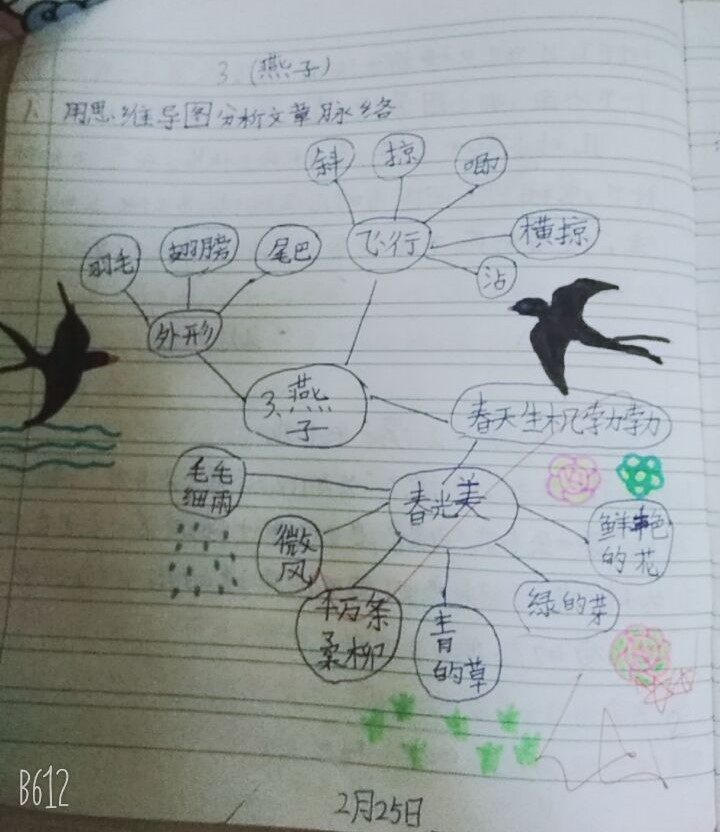 3.(燕子)
1. 用思维导图分析文章脉络
斜
掠
唧
飞行
横掠
沾
羽毛
翅膀
尾巴
外形
3.燕
子
春天生机勃勃
春光美
毛毛
细雨
微
风
千万条
柔柳
青
的草
绿的芽
鲜艳
的花
2月25日
B612